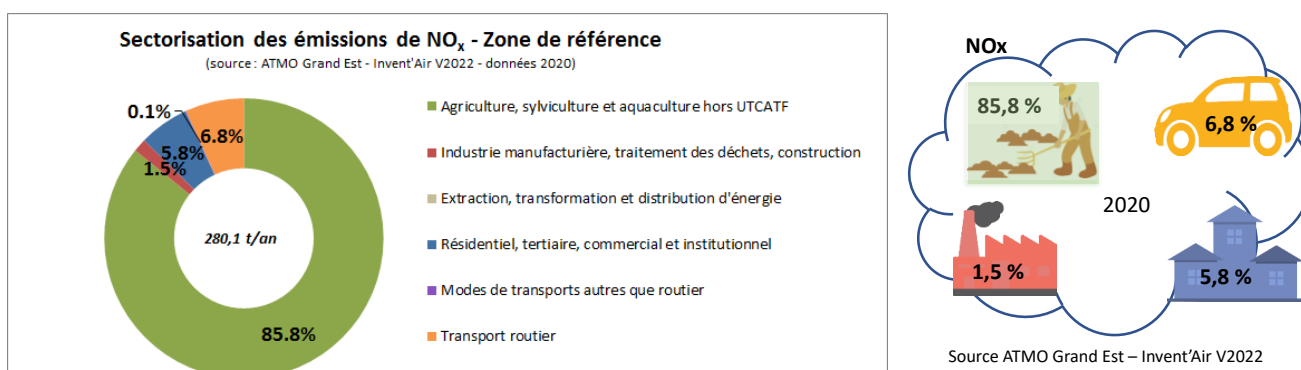 Sectorisation des émissions de NOx - Zone de référence
(source : ATMO Grand Est - Invent'Air V2022 - données 2020)
0.1%
6.8%
5.8%
1.5%
280,1 t/an
85.8%
Agriculture, sylviculture et aquaculture hors UTCATF
Industrie manufacturière, traitement des déchets, construction
Extraction, transformation et distribution d'énergie
Résidentiel, tertiaire, commercial et institutionnel
Modes de transports autres que routier
Transport routier
NOx
85,8 %
6,8 %
2020
1,5 %
5,8 %
Source ATMO Grand Est – Invent'Air V2022